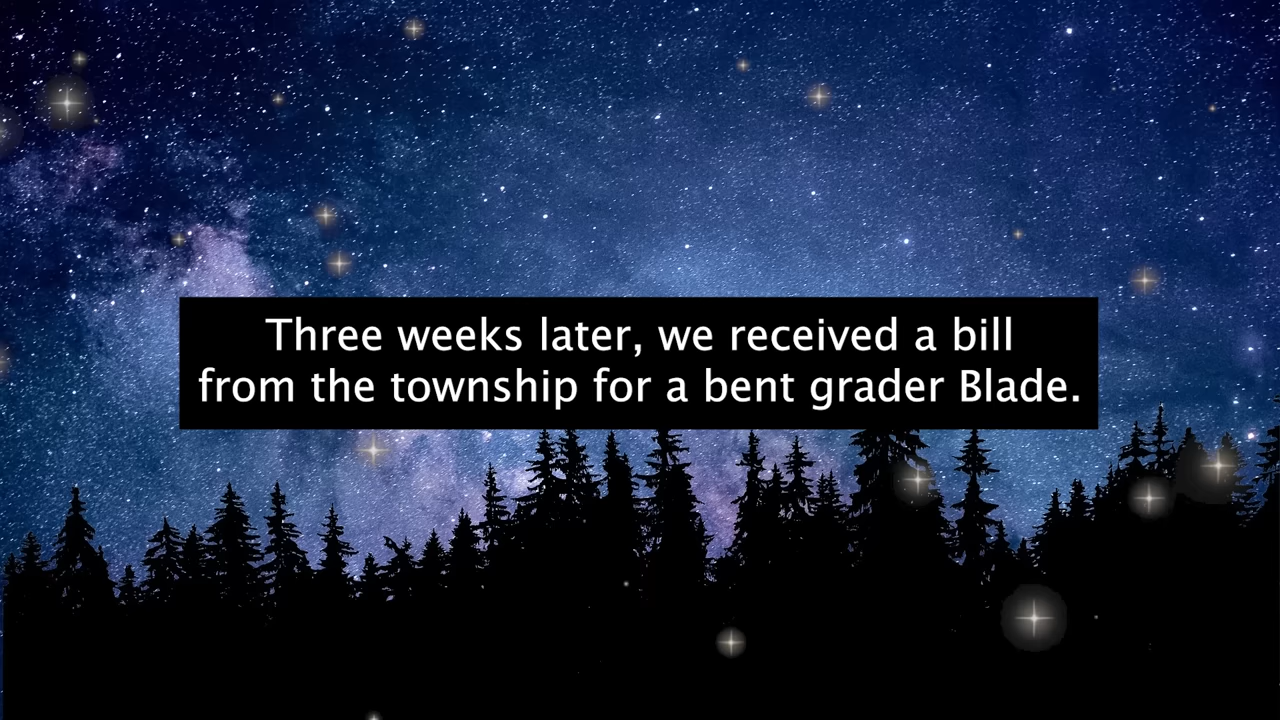 Three weeks later, we received a bill
from the township for a bent grader Blade.